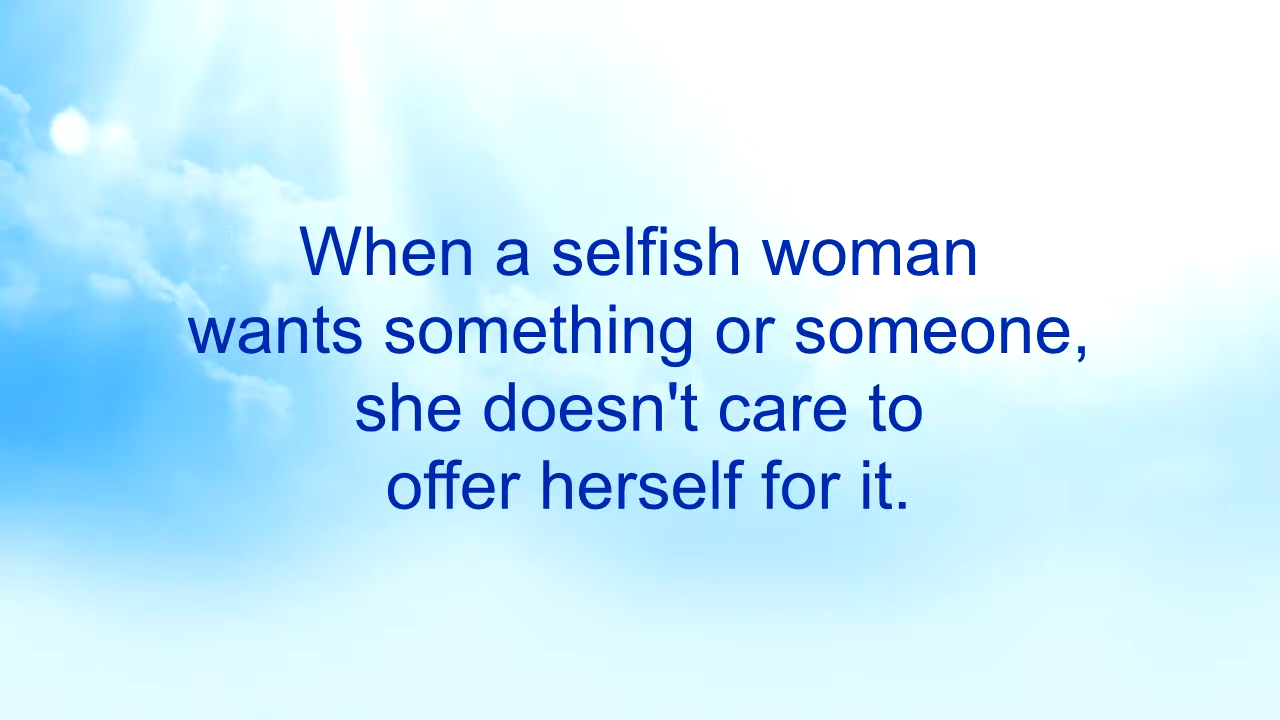 When a selfish woman
wants something or someone,
she doesn't care to
offer herself for it.